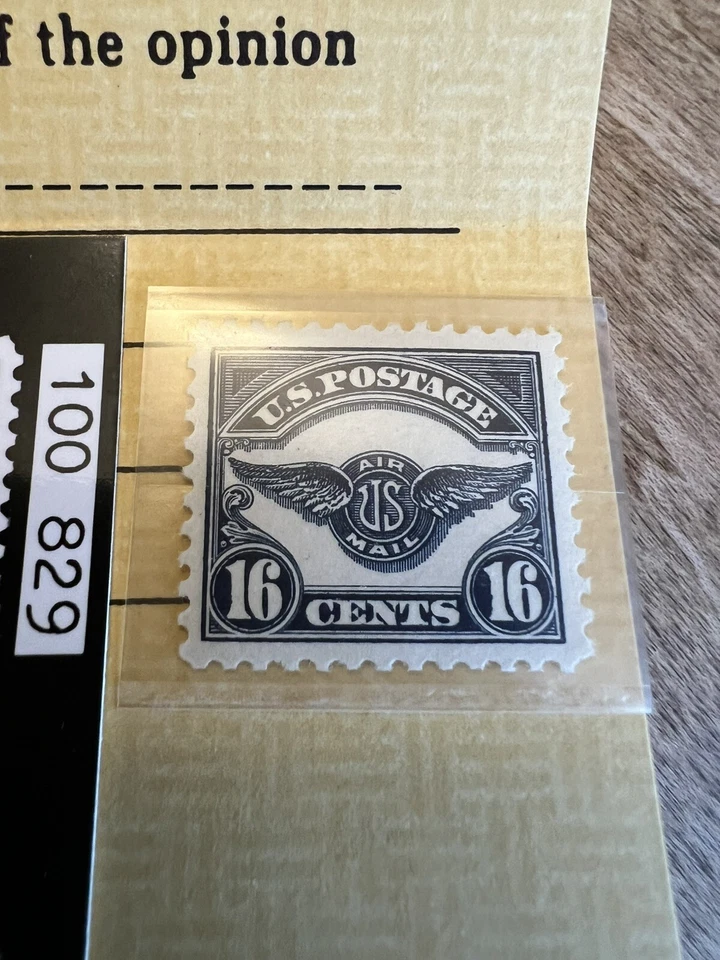 f the opinion
100 829
U.S. POSTAGE
AIR
US
MAIL
16 CENTS 16